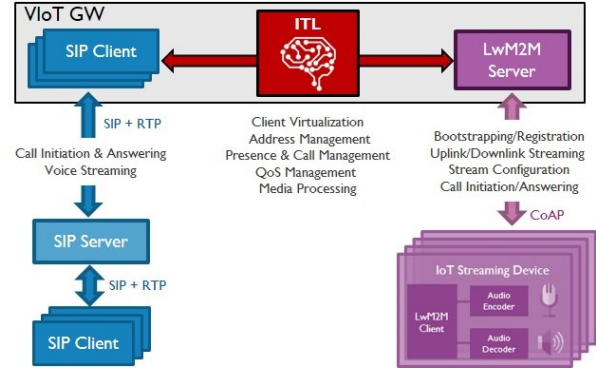 VIoT GW
ITL
SIP Client
LwM2M
Server
SIP + RTP
Call Initiation & Answering
Voice Streaming
Client Virtualization
Address Management
Presence & Call Management
QoS Management
Media Processing
Bootstrapping/Registration
Uplink/Downlink Streaming
Stream Configuration
Call Initiation/Answering
CoAP
SIP Server
SIP + RTP
SIP Client
IoT Streaming Device
LwM2M
Client
Audio
Encoder
Audio
Decoder